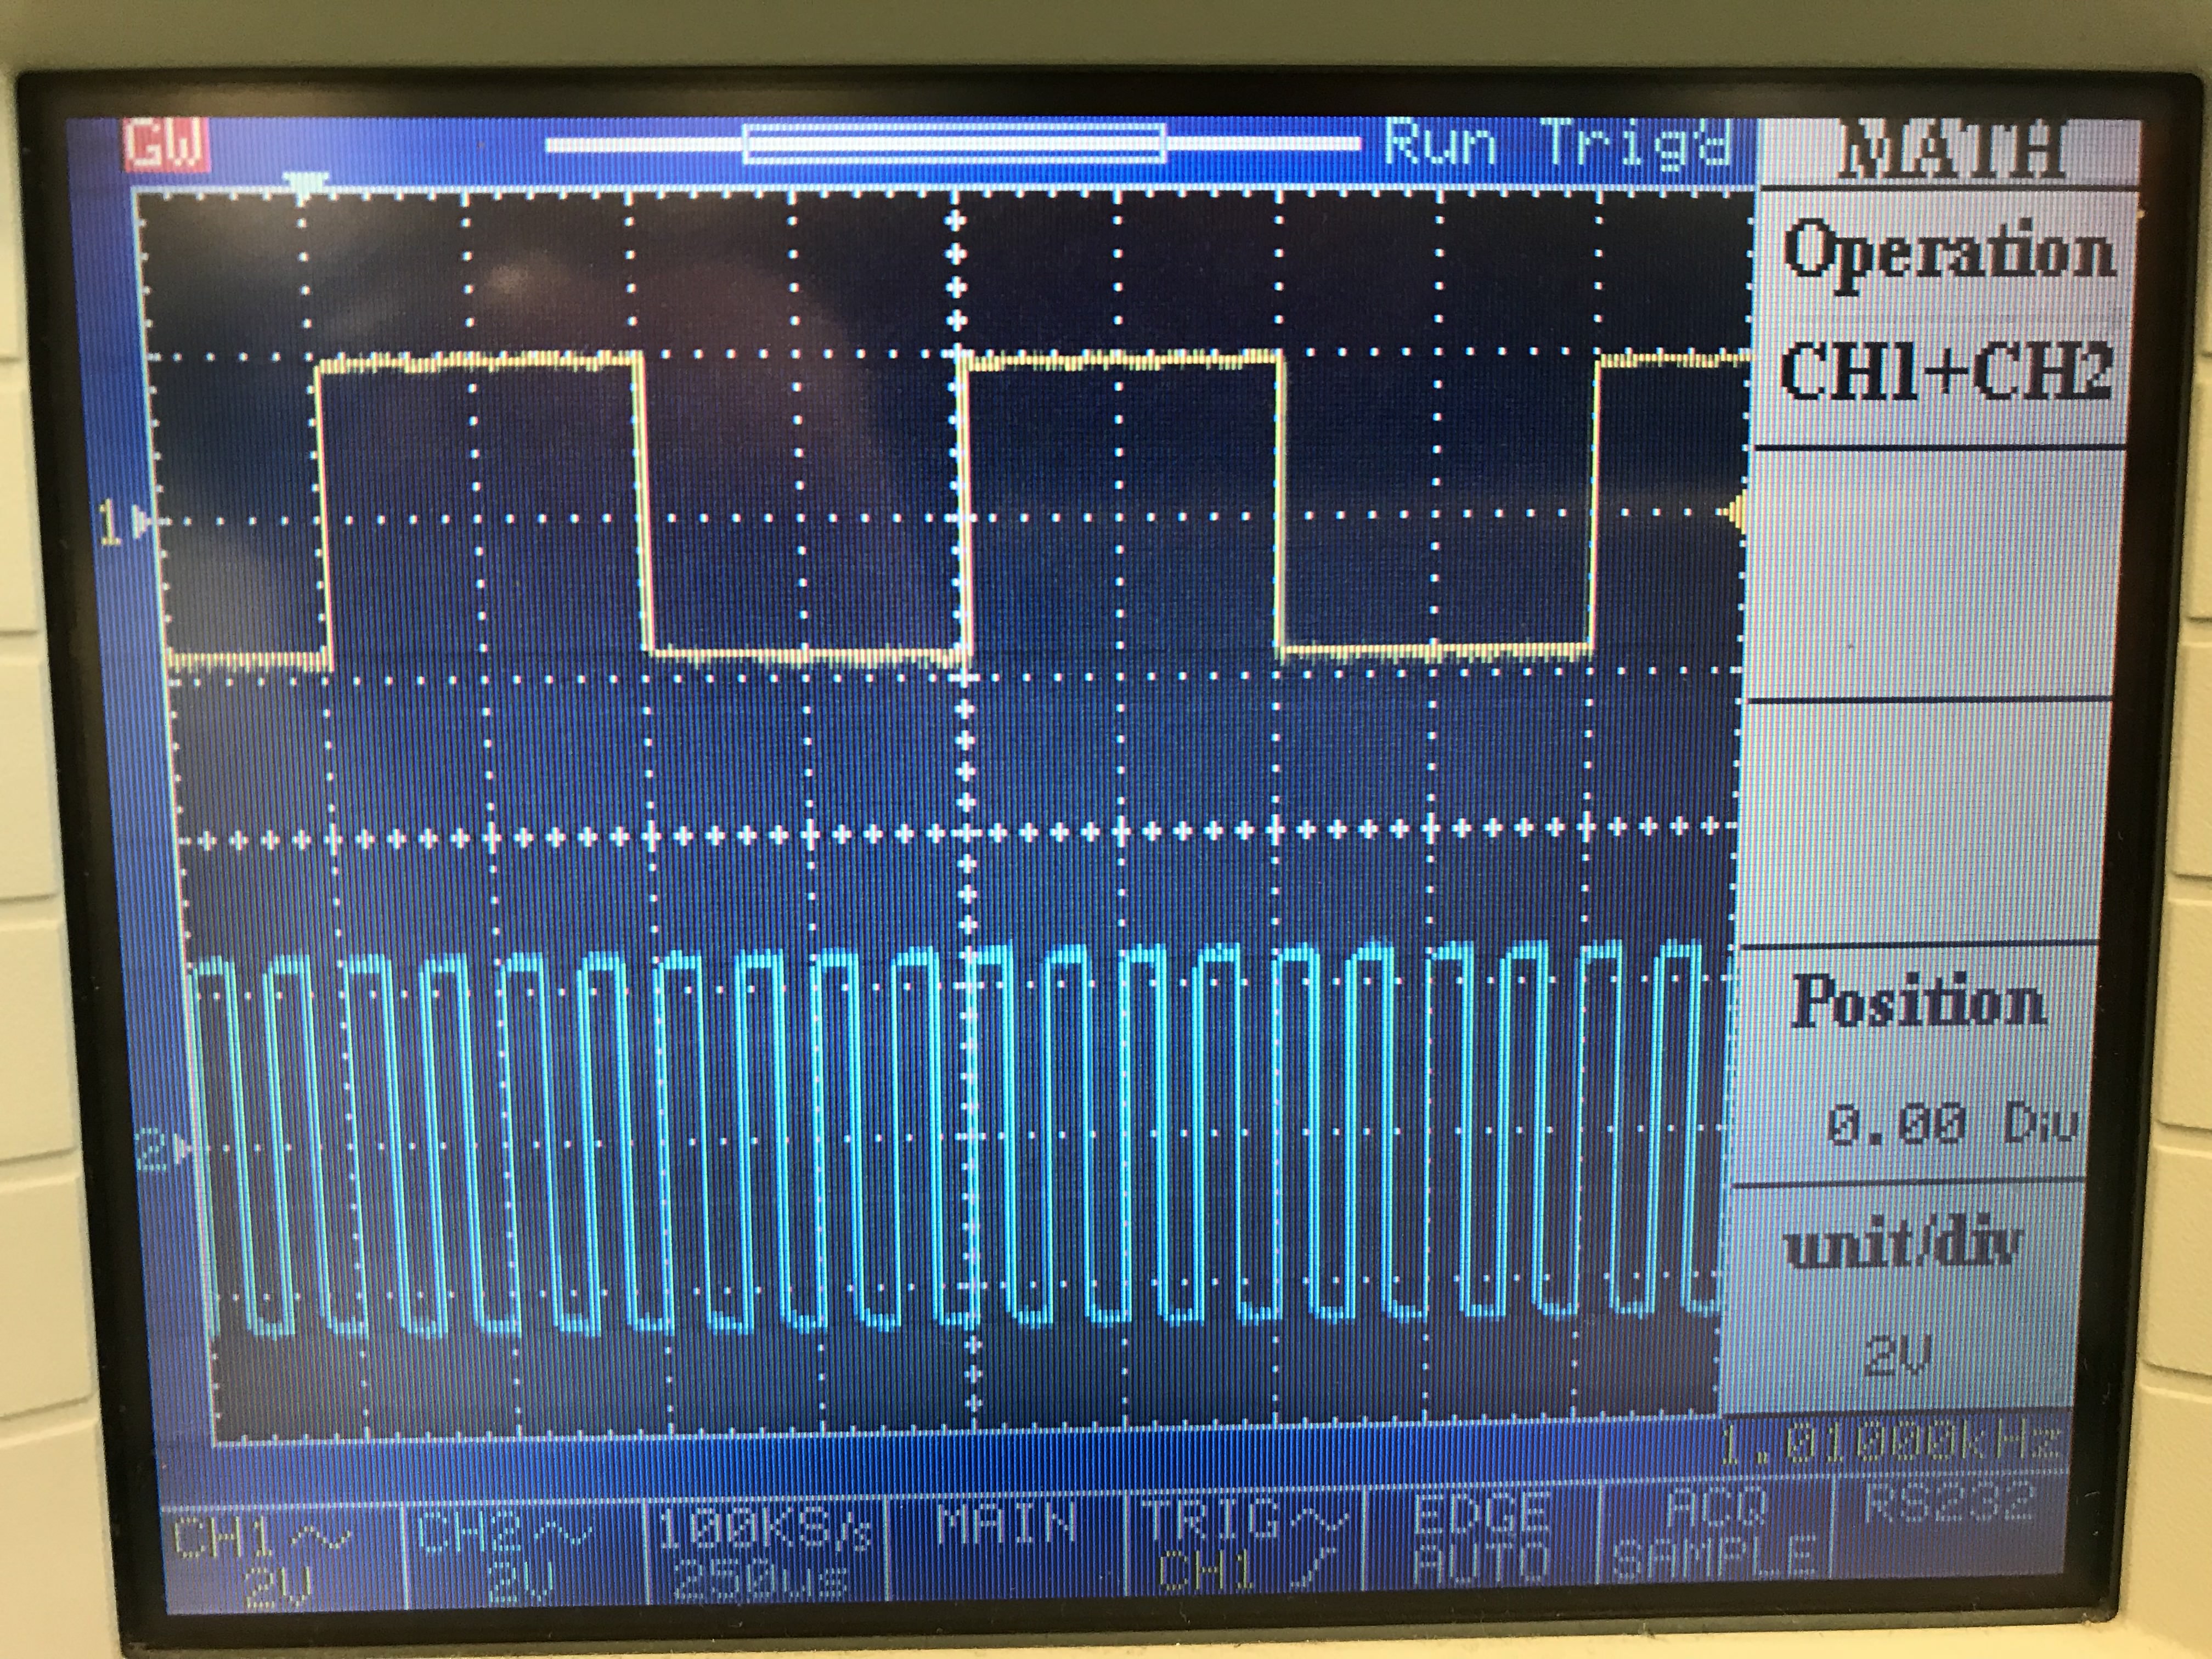 GW Run Trig'd MATH
Operation
CH1+CH2
1
Position
0.00 Div
2
unit/div
2V
1.01000kHz
CH1 CH2 100KS/s MAIN TRIG EDGE ACQ RS232
2V 2V 250us CH1 AUTO SAMPLE